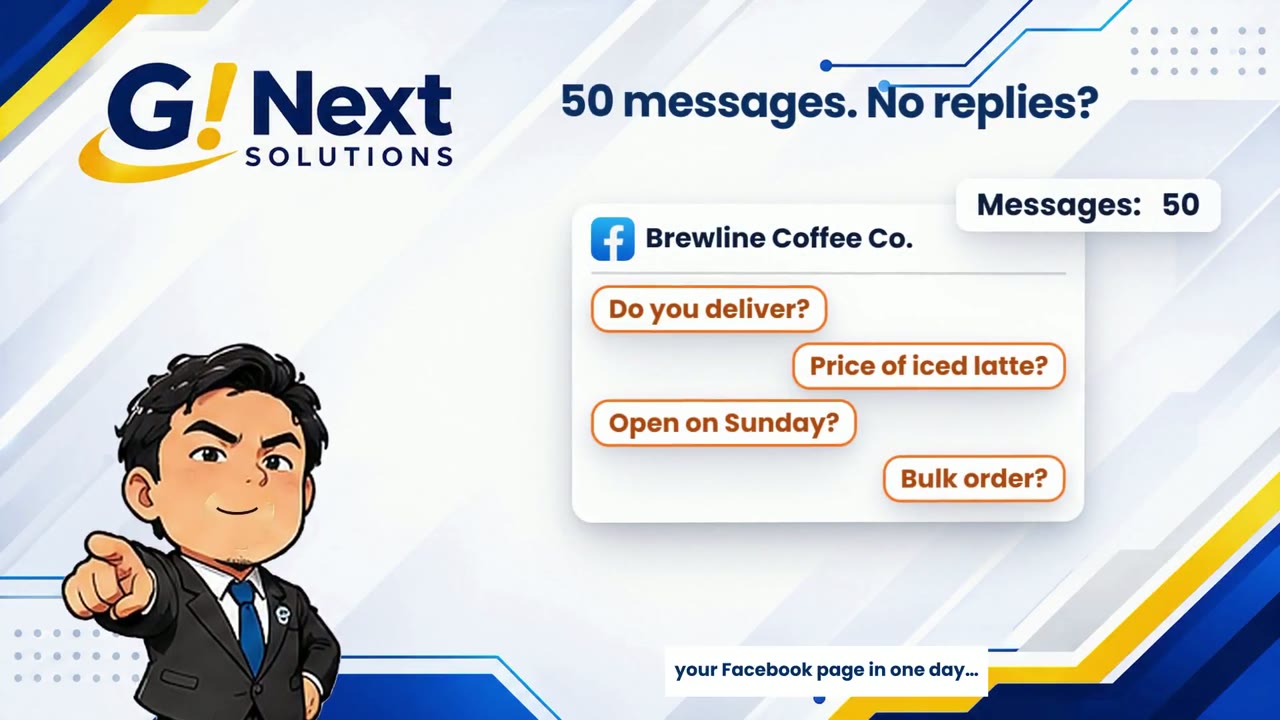 G! Next
SOLUTIONS
50 messages. No replies?
Messages: 50
Brewline Coffee Co.
Do you deliver?
Price of iced latte?
Open on Sunday?
Bulk order?
your Facebook page in one day...